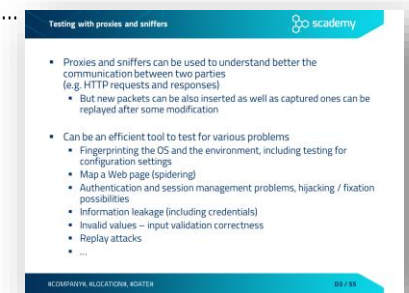 ...
Testing with proxies and sniffers
scademy
Proxies and sniffers can be used to understand better the
communication between two parties
(e.g. HTTP requests and responses)
But new packets can be also inserted as well as captured ones can be
replayed after some modification
Can be an efficient tool to test for various problems
Fingerprinting the OS and the environment, including testing for
configuration settings
Map a Web page (spidering)
Authentication and session management problems, hijacking / fixation
possibilities
Information leakage (including credentials)
Invalid values – input validation correctness
Replay attacks
...
#COMPANY#, #LOCATION#, #DATE#
03 / 55